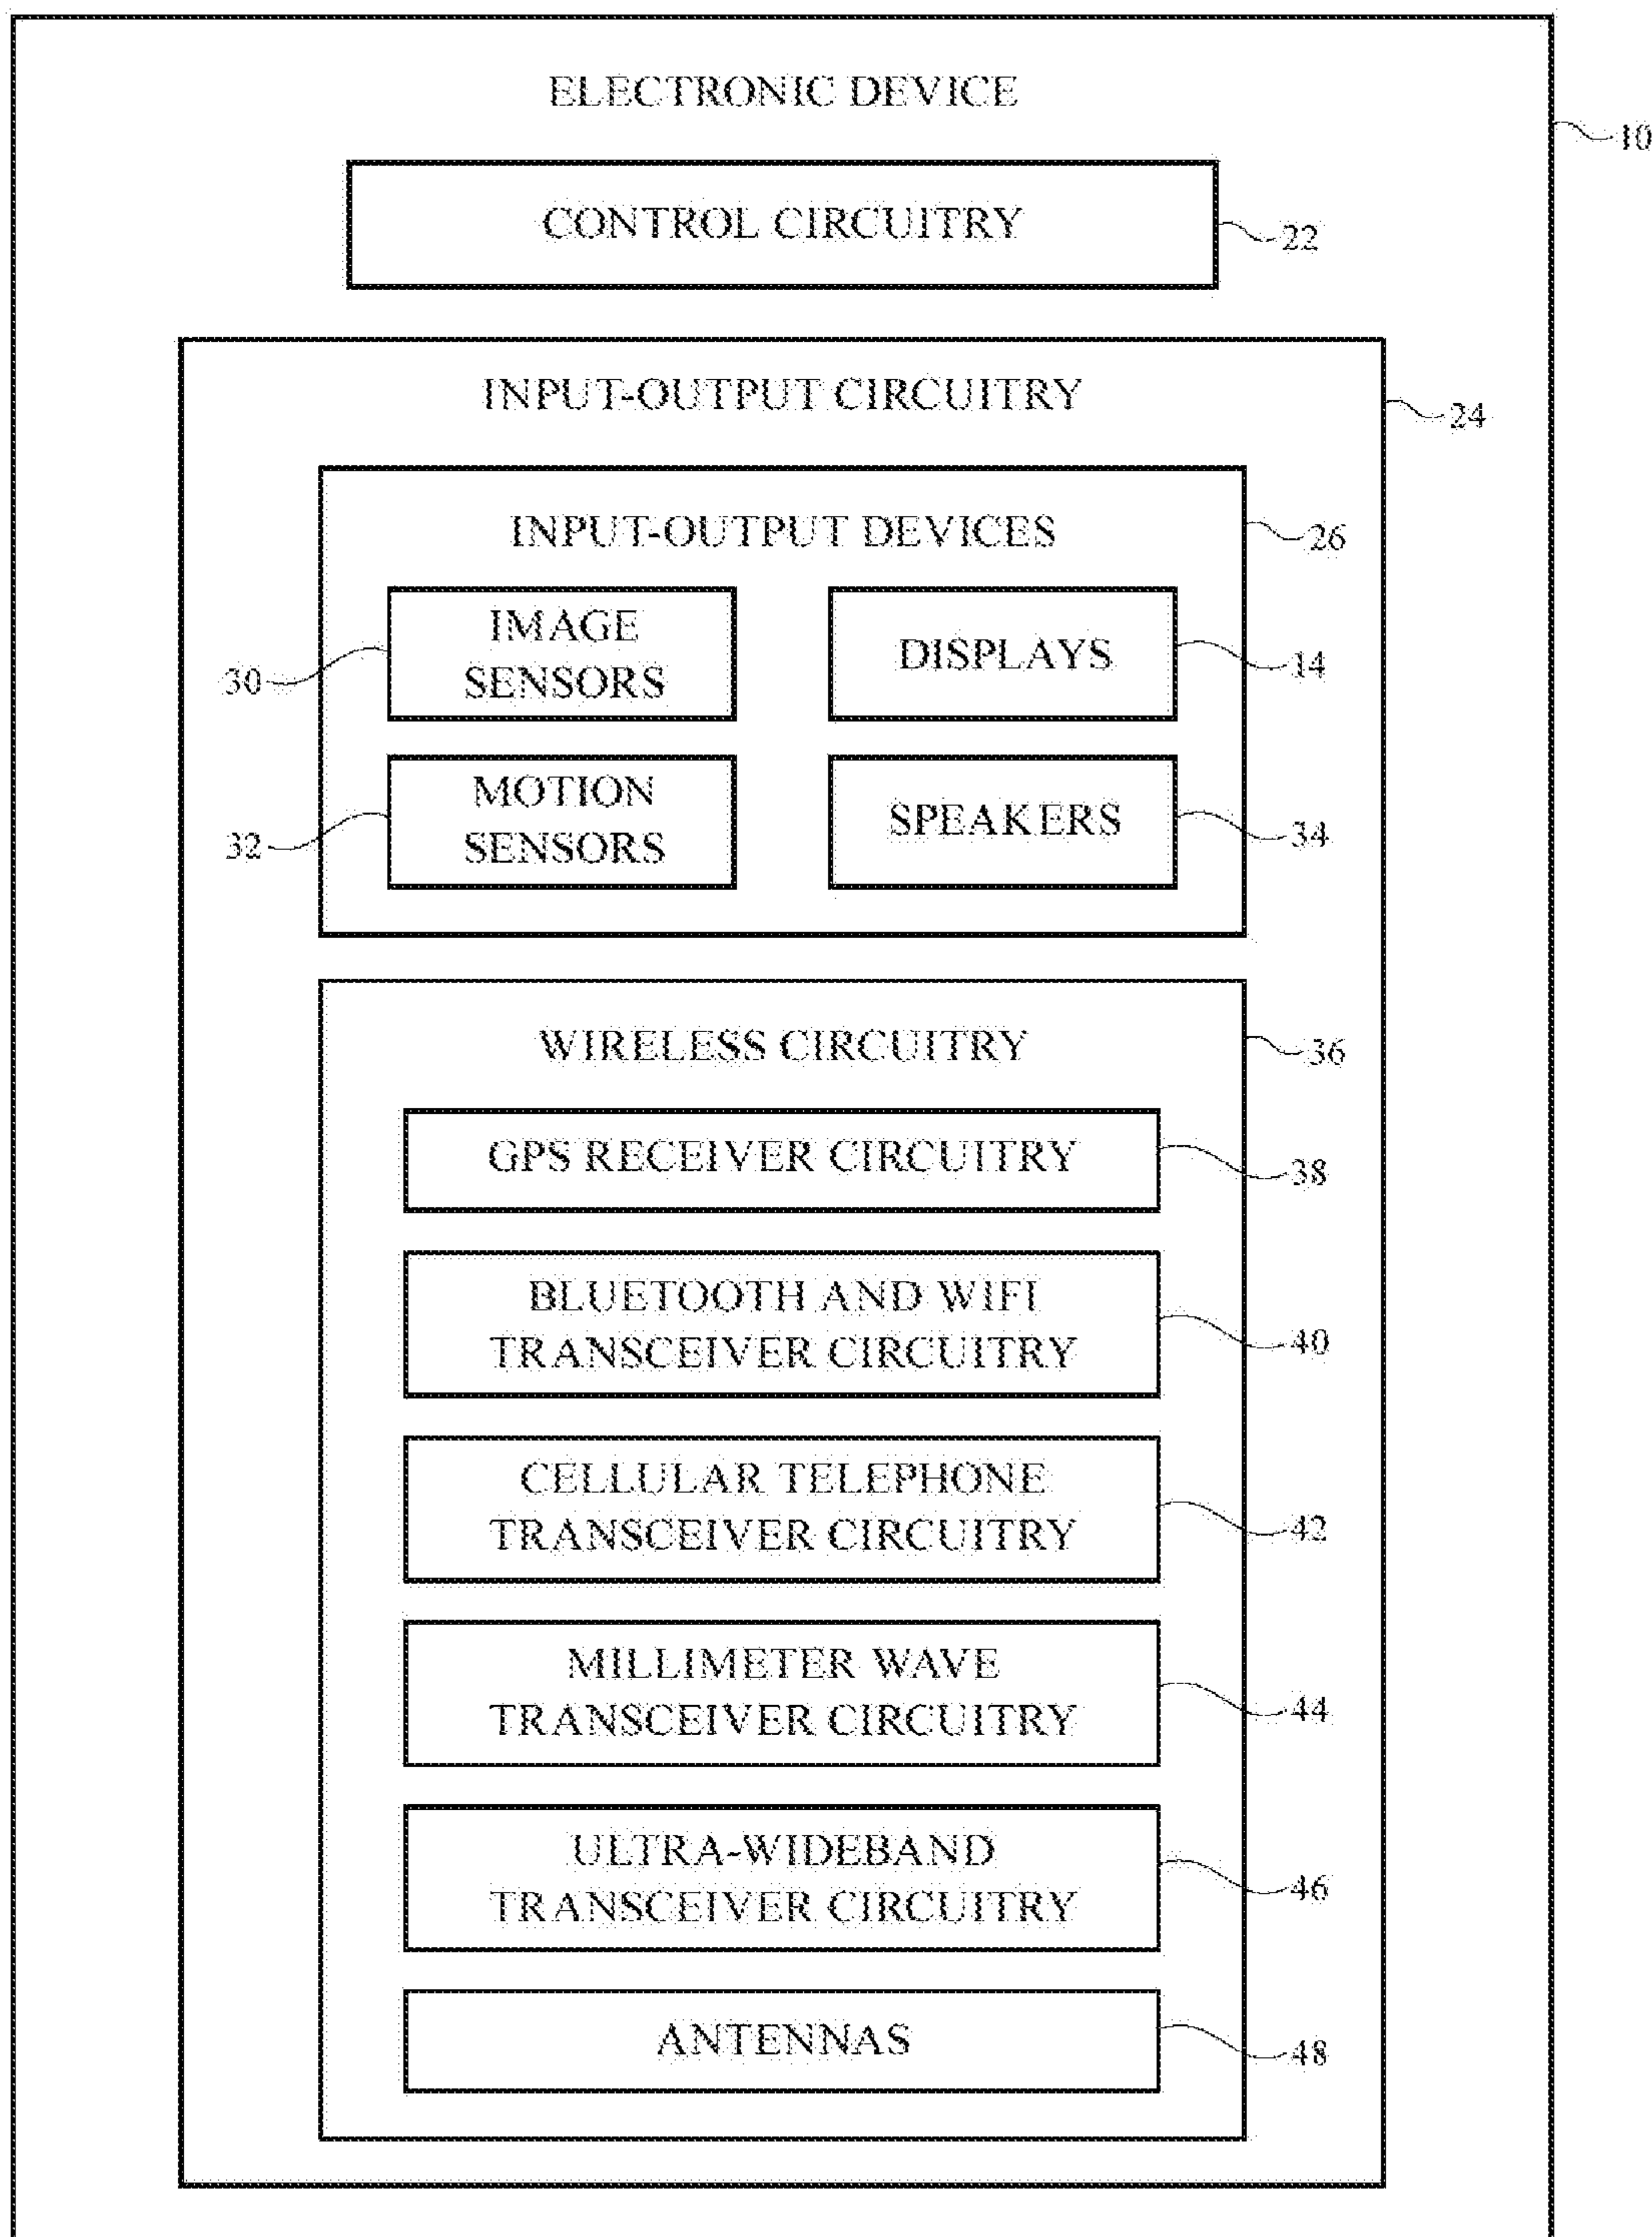 ELECTRONIC DEVICE
10
CONTROL CIRCUITRY
22
INPUT-OUTPUT CIRCUITRY
24
INPUT-OUTPUT DEVICES
26
IMAGE
SENSORS
30
DISPLAYS
14
MOTION
SENSORS
32
SPEAKERS
34
WIRELESS CIRCUITRY
36
GPS RECEIVER CIRCUITRY
38
BLUETOOTH AND WIFI
TRANSCEIVER CIRCUITRY
40
CELLULAR TELEPHONE
TRANSCEIVER CIRCUITRY
42
MILLIMETER WAVE
TRANSCEIVER CIRCUITRY
44
ULTRA-WIDEBAND
TRANSCEIVER CIRCUITRY
46
ANTENNAS
48